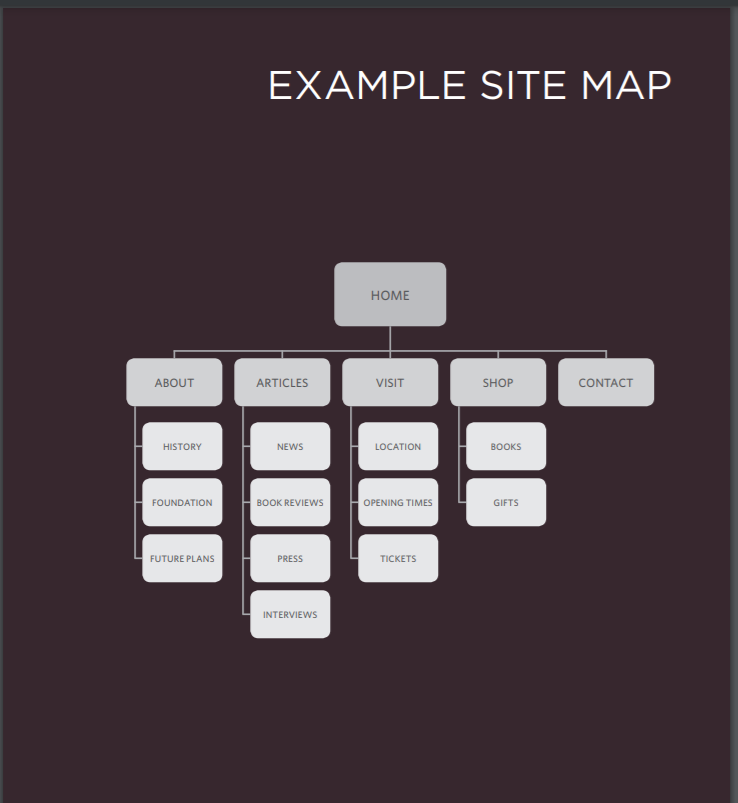 EXAMPLE SITE MAP
HOME
ABOUT
ARTICLES
VISIT
SHOP
CONTACT
HISTORY
NEWS
LOCATION
BOOKS
FOUNDATION
BOOK REVIEWS
OPENING TIMES
GIFTS
FUTURE PLANS
PRESS
TICKETS
INTERVIEWS